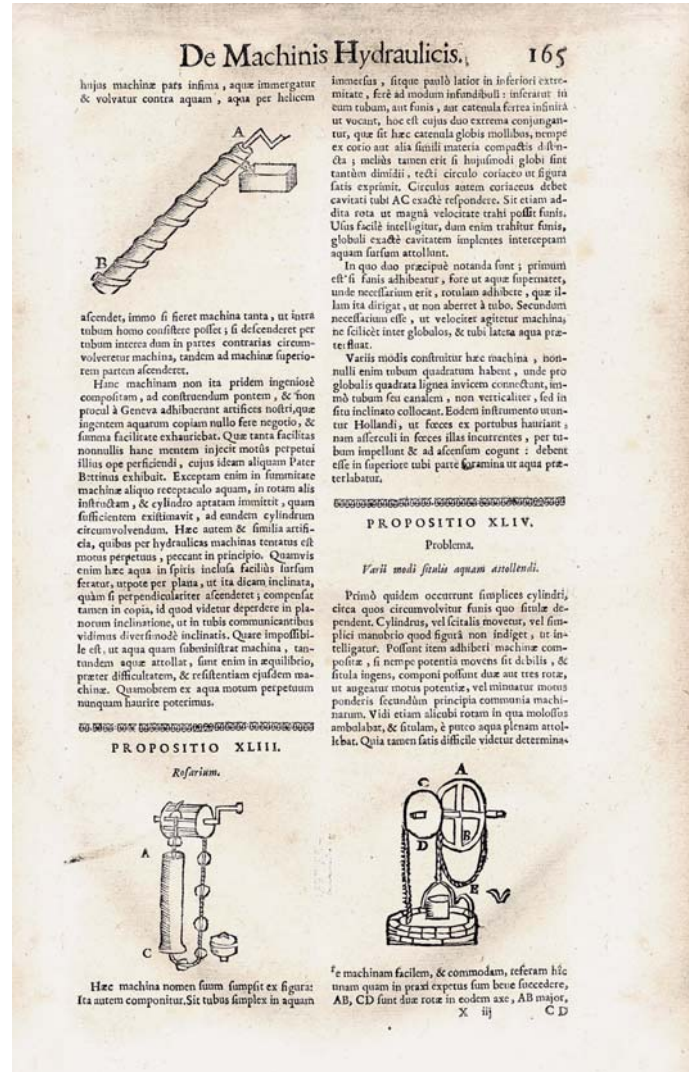 De Machinis Hydraulicis. 165
hujus machinæ pars infima, aquæ immergatur
& volvatur contra aquam, aqua per helicem
A
B
ascendet, immo si fieret machina tanta, ut intra
tubum homo consistere posset; si descenderet per
tubum interea dum in partes contrarias circum-
volveretur machina, tandem ad machinæ superio-
rem partem ascenderet.
Hanc machinam non ita pridem ingeniosè
compositam, ad construendum pontem, & non
procul à Geneva adhibuerunt artifices nostri, quæ
ingentem aquarum copiam nullo fere negotio, &
summa facilitate exhauriebat. Quæ tanta facilitas
nonnullis hanc mentem injecit motûs perpetui
illius ope perficiendi, cujus ideam aliquam Pater
Bettinus exhibuit. Exceptam enim in summitate
machinæ aliquo receptaculo aquam, in rotam alis
instructam, & cylindro aptatam immittit, quam
sufficientem existimavit, ad eundem cylindrum
circumvolvendum. Hæc autem & similia artifi-
cia, quibus per hydraulicas machinas tentatus est
motus perpetuus, peccant in principio. Quamvis
enim hæc aqua in spiris inclusa faciliùs sursum
feratur, utpote per plana, ut ita dicam inclinata,
quàm si perpendiculariter ascenderet; compensat
tamen in copia, id quod videtur deperdere in pla-
norum inclinatione, ut in tubis communicantibus
vidimus diversimodè inclinatis. Quare impossibi-
le est, ut aqua quam subministrat machina, tan-
tundem aquæ attollat, sunt enim in æquilibrio,
præter difficultatem, & resistentiam ejusdem ma-
chinæ. Quamobrem ex aqua motum perpetuum
nunquam haurire poterimus.
PROPOSITIO XLIII.
Rosarium.
A
C
Hæc machina nomen suum sumpsit ex figura:
Ita autem componitur. Sit tubus simplex in aquam
immersus, sitque paulò latior in inferiori extre-
mitate, ferè ad modum infundibuli: inseratur in
eum tubum, aut funis, aut catenula ferrea infinita
ut vocant, hoc est cujus duo extrema conjungan-
tur, quæ sit hæc catenula globis mollibus, nempe
ex corio aut alia simili materia compactis distin-
cta; meliùs tamen erit si hujusmodi globi sint
tantùm dimidii, tecti circulo coriaceo ut figura
satis exprimit. Circulus autem coriaceus debet
cavitati tubi AC exactè respondere. Sit etiam ad-
dita rota ut magnâ velocitate trahi possit funis.
Usus facilè intelligitur, dum enim trahitur funis,
globuli exactè cavitatem implentes interceptam
aquam sursum attollunt.
In quo duo præcipuè notanda sunt; primum
est si funis adhibeatur, fore ut aquæ supernatet,
unde necessarium erit, rotulam adhibere, quæ il-
lam ita dirigat, ut non aberret à tubo. Secundum
necessarium esse, ut velociter agitetur machina,
ne scilicèt inter globulos, & tubi latera aqua præ-
terfluat.
Variis modis construitur hæc machina, non-
nulli enim tubum quadratum habent, unde pro
globulis quadrata lignea invicem connectunt, im-
mò tubum seu canalem, non verticaliter, sed in
situ inclinato collocant. Eodem instrumento utun-
tur Hollandi, ut fœces ex portubus hauriant,
nam asserculi in fœces illas incurrentes, per tu-
bum impellunt & ad ascensum cogunt: debent
esse in superiore tubi parte foramina ut aqua præ-
terlabatur.
PROPOSITIO XLIV.
Problema.
Varii modi situlis aquam attollendi.
Primò quidem occurrunt simplices cylindri,
circa quos circumvolvitur funis quo situlæ de-
pendent. Cylindrus, vel scitalis movetur, vel sim-
plici manubrio quod figurâ non indiget, ut in-
telligatur. Possunt item adhiberi machinæ com-
positæ, si nempe potentia movens sit debilis, &
situla ingens, componi possunt duæ aut tres rotæ,
ut augeatur motus potentiæ, vel minuatur motus
ponderis secundùm principia communia machi-
narum. Vidi etiam alicubi rotam in qua molossus
ambulabat, & situlam, è puteo aqua plenam attol-
lebat. Quia tamen satis difficile videtur determina-
C
A
D
B
E
re machinam facilem, & commodam, referam hîc
unam quam in praxi expetus sum bene succedere,
AB, CD sunt duæ rotæ in eodem axe, AB major,
X iij CD